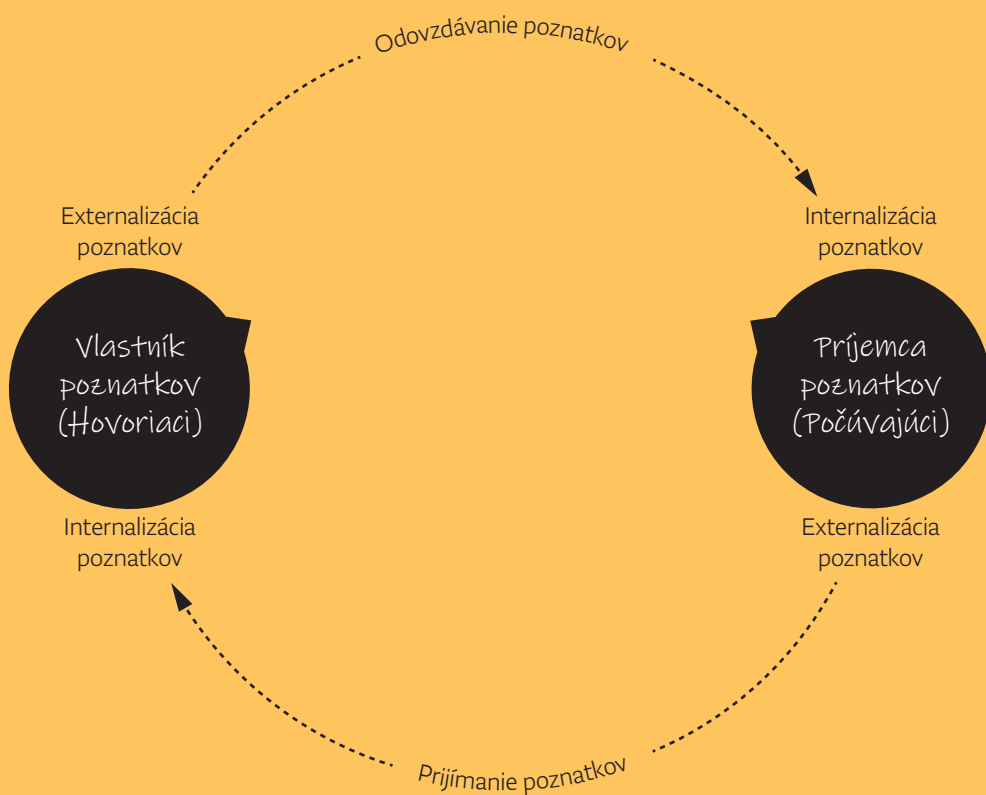 Odovzdávanie poznatkov
Externalizácia
poznatkov
Internalizácia
poznatkov
Vlastník
poznatkov
(Hovoriaci)
Príjemca
poznatkov
(Počúvajúci)
Internalizácia
poznatkov
Externalizácia
poznatkov
Prijímanie poznatkov